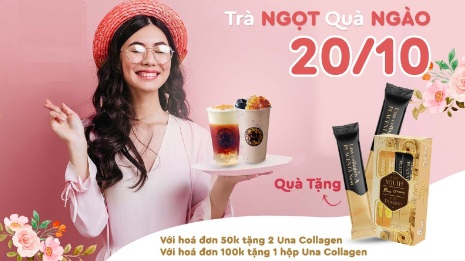 Trà NGỌT Quà NGÀO
20/10
Quà Tặng
Với hoá đơn 50k tặng 2 Una Collagen
Với hoá đơn 100k tặng 1 hộp Una Collagen